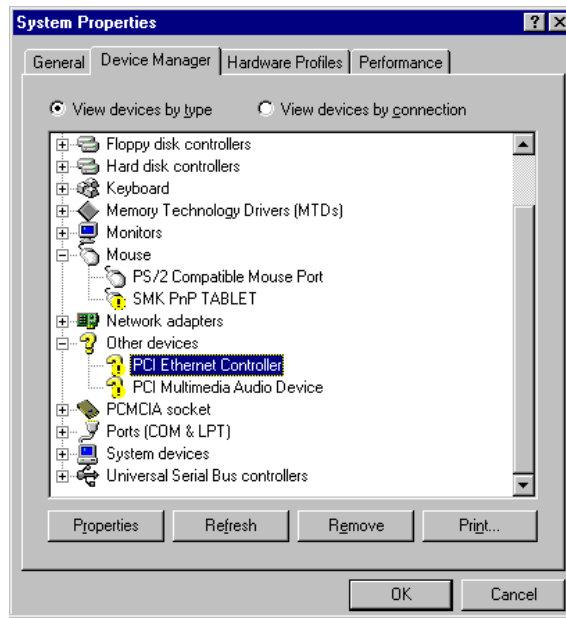 System Properties
General Device Manager Hardware Profiles Performance
View devices by type View devices by connection
Floppy disk controllers
Hard disk controllers
Keyboard
Memory Technology Drivers (MTDs)
Monitors
Mouse
PS/2 Compatible Mouse Port
SMK PnP TABLET
Network adapters
Other devices
PCI Ethernet Controller
PCI Multimedia Audio Device
PCMCIA socket
Ports (COM & LPT)
System devices
Universal Serial Bus controllers
Properties Refresh Remove Print...
OK Cancel